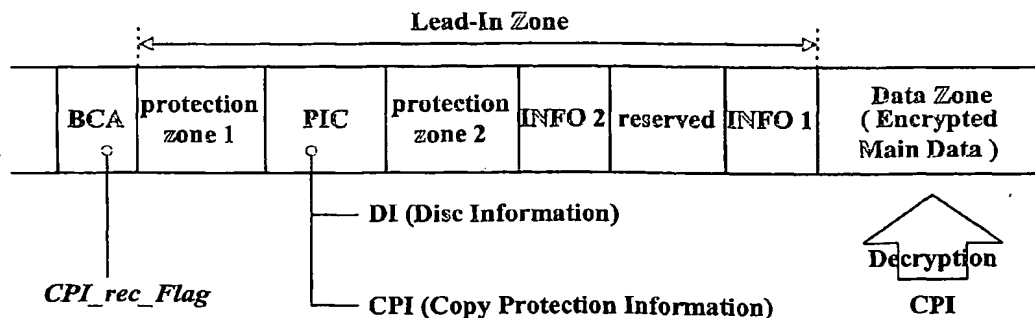 Lead-In Zone
BCA
protection
zone 1
PIC
protection
zone 2
INFO 2
reserved
INFO 1
Data Zone
( Encrypted
Main Data )
DI (Disc Information)
Decryption
CPI_rec_Flag
CPI (Copy Protection Information)
CPI